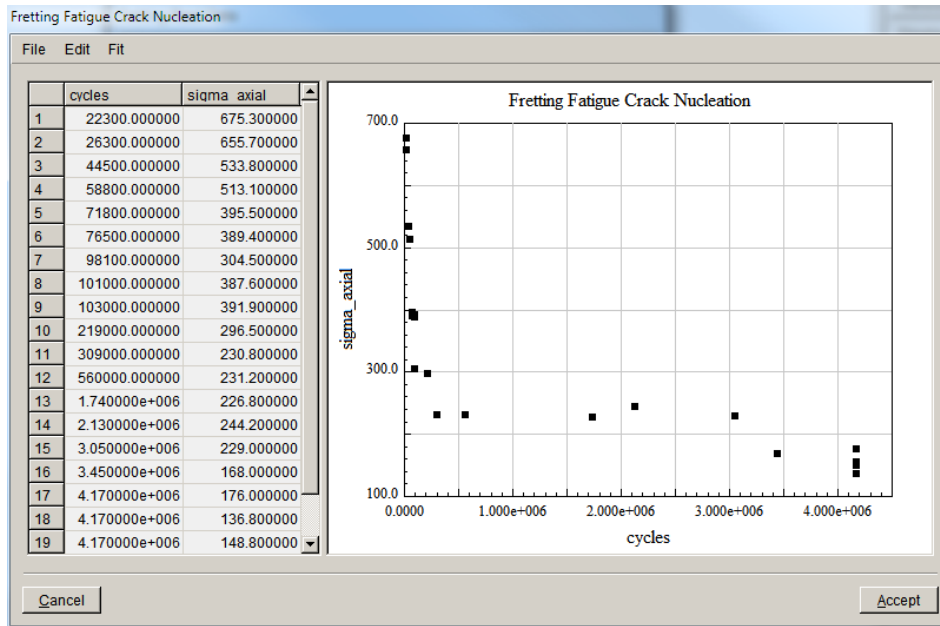 Fretting Fatigue Crack Nucleation
File Edit Fit
cycles sigma_axial
1 22300.000000 675.300000
2 26300.000000 655.700000
3 44500.000000 533.800000
4 58800.000000 513.100000
5 71800.000000 395.500000
6 76500.000000 389.400000
7 98100.000000 304.500000
8 101000.000000 387.600000
9 103000.000000 391.900000
10 219000.000000 296.500000
11 309000.000000 230.800000
12 560000.000000 231.200000
13 1.740000e+006 226.800000
14 2.130000e+006 244.200000
15 3.050000e+006 229.000000
16 3.450000e+006 168.000000
17 4.170000e+006 176.000000
18 4.170000e+006 136.800000
19 4.170000e+006 148.800000
Fretting Fatigue Crack Nucleation
700.0
500.0
300.0
100.0
sigma_axial
0.0000 1.000e+006 2.000e+006 3.000e+006 4.000e+006
cycles
Cancel Accept